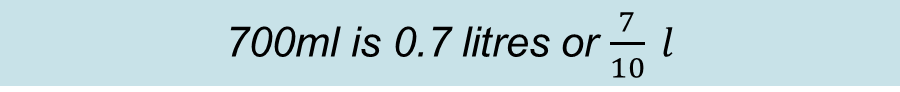 700ml is 0.7 litres or 7/10 l